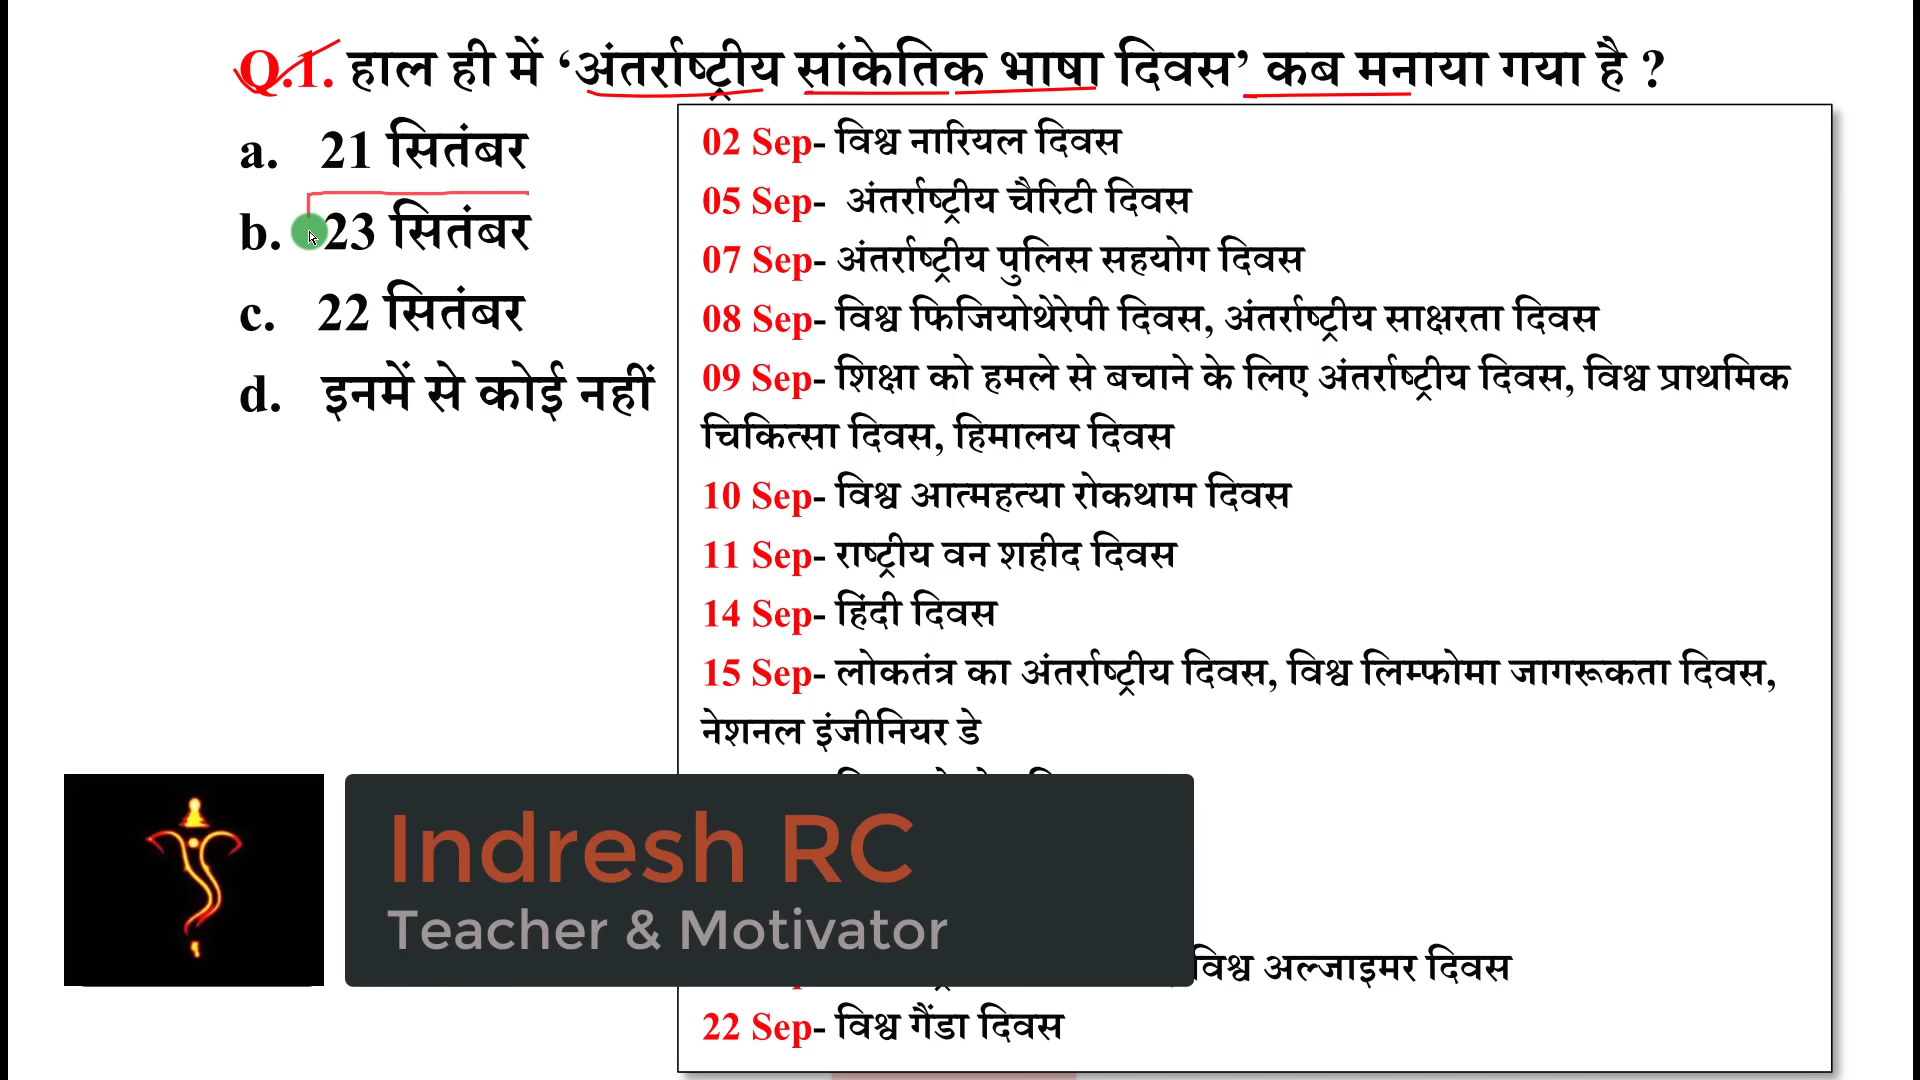 Q.1. हाल ही में ‘अंतर्राष्ट्रीय सांकेतिक भाषा दिवस’ कब मनाया गया है ?
a. 21 सितंबर
b. 23 सितंबर
c. 22 सितंबर
d. इनमें से कोई नहीं
02 Sep- विश्व नारियल दिवस
05 Sep- अंतर्राष्ट्रीय चैरिटी दिवस
07 Sep- अंतर्राष्ट्रीय पुलिस सहयोग दिवस
08 Sep- विश्व फिजियोथेरेपी दिवस, अंतर्राष्ट्रीय साक्षरता दिवस
09 Sep- शिक्षा को हमले से बचाने के लिए अंतर्राष्ट्रीय दिवस, विश्व प्राथमिक
चिकित्सा दिवस, हिमालय दिवस
10 Sep- विश्व आत्महत्या रोकथाम दिवस
11 Sep- राष्ट्रीय वन शहीद दिवस
14 Sep- हिंदी दिवस
15 Sep- लोकतंत्र का अंतर्राष्ट्रीय दिवस, विश्व लिम्फोमा जागरूकता दिवस,
नेशनल इंजीनियर डे
विश्व अल्जाइमर दिवस
22 Sep- विश्व गैंडा दिवस
Indresh RC
Teacher & Motivator